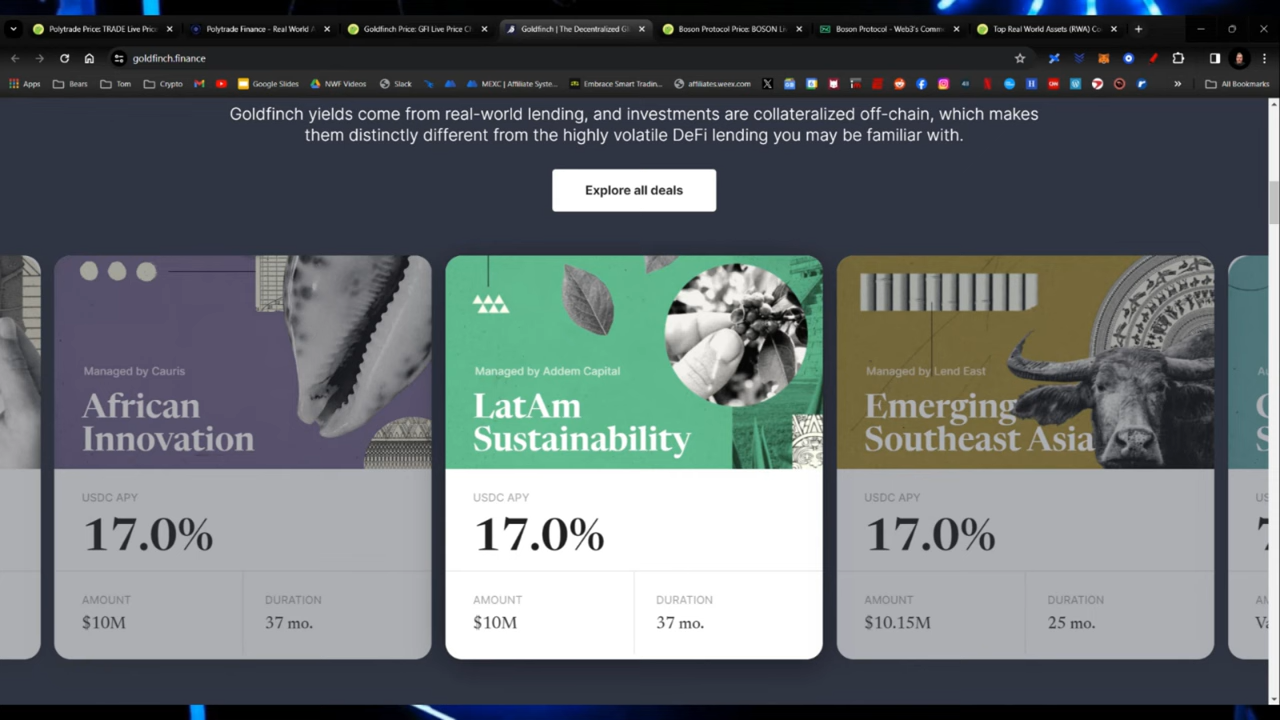 Polytrade Price: TRADE Live Pric
Polytrade Finance - Real World A
Goldfinch Price: GFI Live Price C
Goldfinch | The Decentralized Gl
Boson Protocol Price: BOSON Li
Boson Protocol - Web3's Comm
Top Real World Assets (RWA) Co
goldfinch.finance
Apps
Bears
Tom
Crypto
Google Slides
NWF Videos
Slack
MEXC | Affiliate Syste...
Embrace Smart Tradin...
affiliates.weex.com
All Bookmarks
Goldfinch yields come from real-world lending, and investments are collateralized off-chain, which makes
them distinctly different from the highly volatile DeFi lending you may be familiar with.
Explore all deals
Managed by Cauris
African
Innovation
USDC APY
17.0%
AMOUNT
$10M
DURATION
37 mo.
Managed by Addem Capital
LatAm
Sustainability
USDC APY
17.0%
AMOUNT
$10M
DURATION
37 mo.
Managed by Lend East
Emerging
Southeast Asia
USDC APY
17.0%
AMOUNT
$10.15M
DURATION
25 mo.